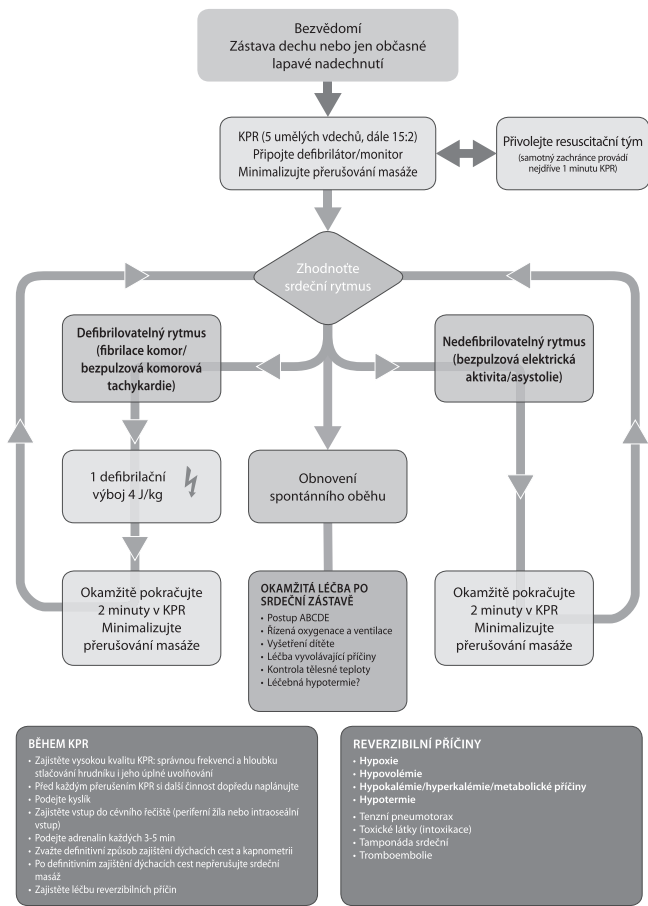 Bezvědomí
Zástava dechu nebo jen občasné
lapavé nadechnutí
KPR (5 umělých vdechů, dále 15:2)
Připojte defibrilátor/monitor
Minimalizujte přerušování masáže
Přivolejte resuscitační tým
(samotný zachránce provádí
nejdříve 1 minutu KPR)
Zhodnoťte
srdeční rytmus
Defibrilovatelný rytmus
(fibrilace komor/
bezpulzová komorová
tachykardie)
Nedefibrilovatelný rytmus
(bezpulzová elektrická
aktivita/asystolie)
1 defibrilační
výboj 4 J/kg
Obnovení
spontánního oběhu
Okamžitě pokračujte
2 minuty v KPR
Minimalizujte
přerušování masáže
OKAMŽITÁ LÉČBA PO
SRDEČNÍ ZÁSTAVĚ
• Postup ABCDE
• Řízená oxygenace a ventilace
• Vyšetření dítěte
• Léčba vyvolávající příčiny
• Kontrola tělesné teploty
• Léčebná hypotermie?
Okamžitě pokračujte
2 minuty v KPR
Minimalizujte
přerušování masáže
BĚHEM KPR
• Zajistěte vysokou kvalitu KPR: správnou frekvenci a hloubku
stlačování hrudníku i jeho úplné uvolňování
• Před každým přerušením KPR si další činnost dopředu naplánujte
• Podejte kyslík
• Zajistěte vstup do cévního řečiště (periferní žíla nebo intraoseální
vstup)
• Podejte adrenalin každých 3-5 min
• Zvažte definitivní způsob zajištění dýchacích cest a kapnometrii
• Po definitivním zajištění dýchacích cest nepřerušujte srdeční
masáž
• Zajistěte léčbu reverzibilních příčin
REVERZIBILNÍ PŘÍČINY
• Hypoxie
• Hypovolémie
• Hypokalémie/hyperkalémie/metabolické příčiny
• Hypotermie
• Tenzní pneumotorax
• Toxické látky (intoxikace)
• Tamponáda srdeční
• Tromboembolie